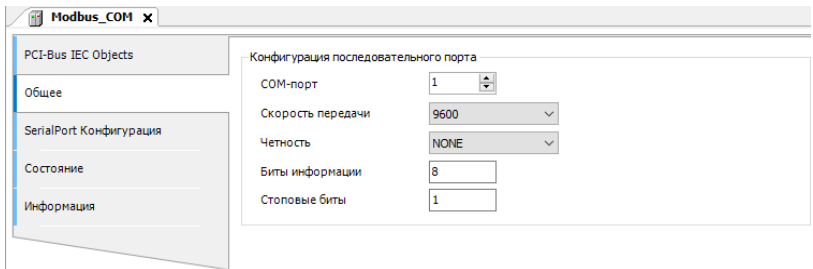 Modbus_COM x
PCI-Bus IEC Objects
Общее
SerialPort Конфигурация
Состояние
Информация
Конфигурация последовательного порта
COM-порт 1
Скорость передачи 9600
Четность NONE
Биты информации 8
Стоповые биты 1